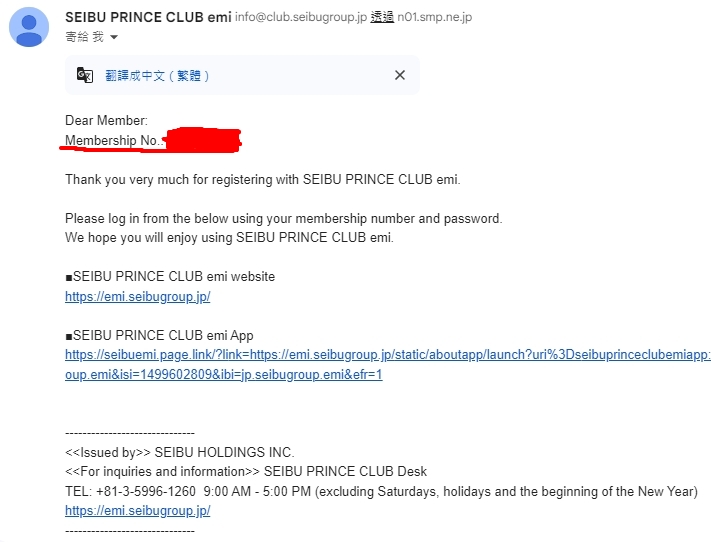 SEIBU PRINCE CLUB emi info@club.seibugroup.jp 透過 n01.smp.ne.jp
寄給 我
翻譯成中文（繁體）
Dear Member:
Membership No.:
Thank you very much for registering with SEIBU PRINCE CLUB emi.
Please log in from the below using your membership number and password.
We hope you will enjoy using SEIBU PRINCE CLUB emi.
■SEIBU PRINCE CLUB emi website
https://emi.seibugroup.jp/
■SEIBU PRINCE CLUB emi App
https://seibuemi.page.link/?link=https://emi.seibugroup.jp/static/aboutapp/launch?uri%3Dseibuprinceclubemiapp:
oup.emi&isi=1499602809&ibi=jp.seibugroup.emi&efr=1
------------------------------
<<Issued by>> SEIBU HOLDINGS INC.
<<For inquiries and information>> SEIBU PRINCE CLUB Desk
TEL: +81-3-5996-1260  9:00 AM - 5:00 PM (excluding Saturdays, holidays and the beginning of the New Year)
https://emi.seibugroup.jp/
------------------------------